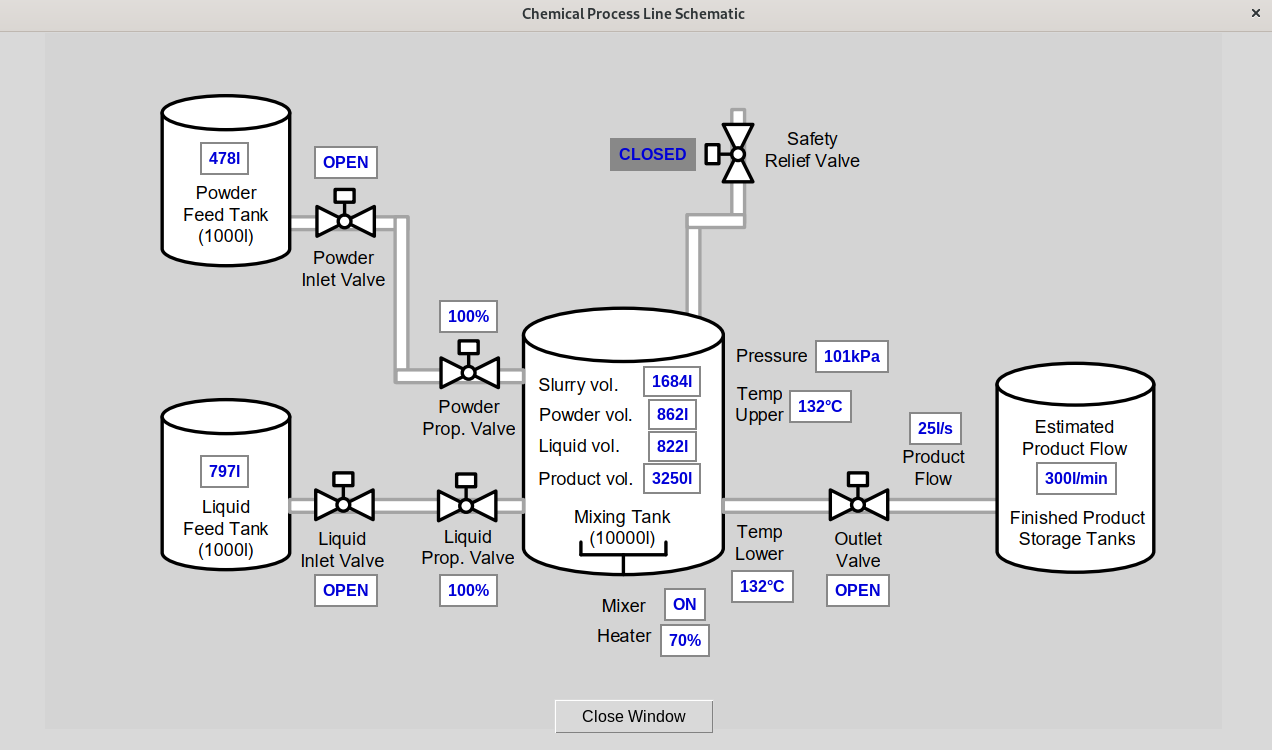 Chemical Process Line Schematic
×
478l
Powder
Feed Tank
(1000l)
OPEN
Powder
Inlet Valve
CLOSED
Safety
Relief Valve
100%
Powder
Prop. Valve
797l
Liquid
Feed Tank
(1000l)
Liquid
Inlet Valve
OPEN
Liquid
Prop. Valve
100%
Slurry vol. 1684l
Powder vol. 862l
Liquid vol. 822l
Product vol. 3250l
Mixing Tank
(10000l)
Mixer ON
Heater 70%
Pressure 101kPa
Temp
Upper 132°C
Temp
Lower
132°C
25l/s
Product
Flow
Outlet
Valve
OPEN
Estimated
Product Flow
300l/min
Finished Product
Storage Tanks
Close Window